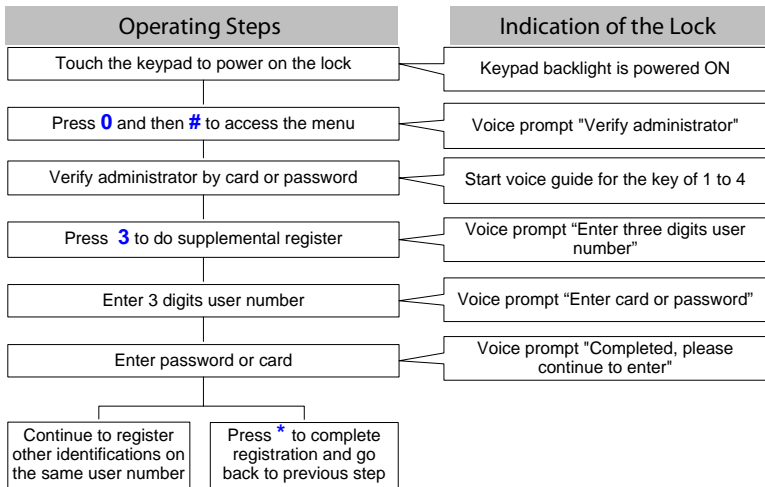 Operating Steps
Indication of the Lock
Touch the keypad to power on the lock
Keypad backlight is powered ON
Press 0 and then # to access the menu
Voice prompt "Verify administrator"
Verify administrator by card or password
Start voice guide for the key of 1 to 4
Press 3 to do supplemental register
Voice prompt “Enter three digits user
number”
Enter 3 digits user number
Voice prompt “Enter card or password”
Enter password or card
Voice prompt "Completed, please
continue to enter"
Continue to register
other identifications on
the same user number
Press * to complete
registration and go
back to previous step